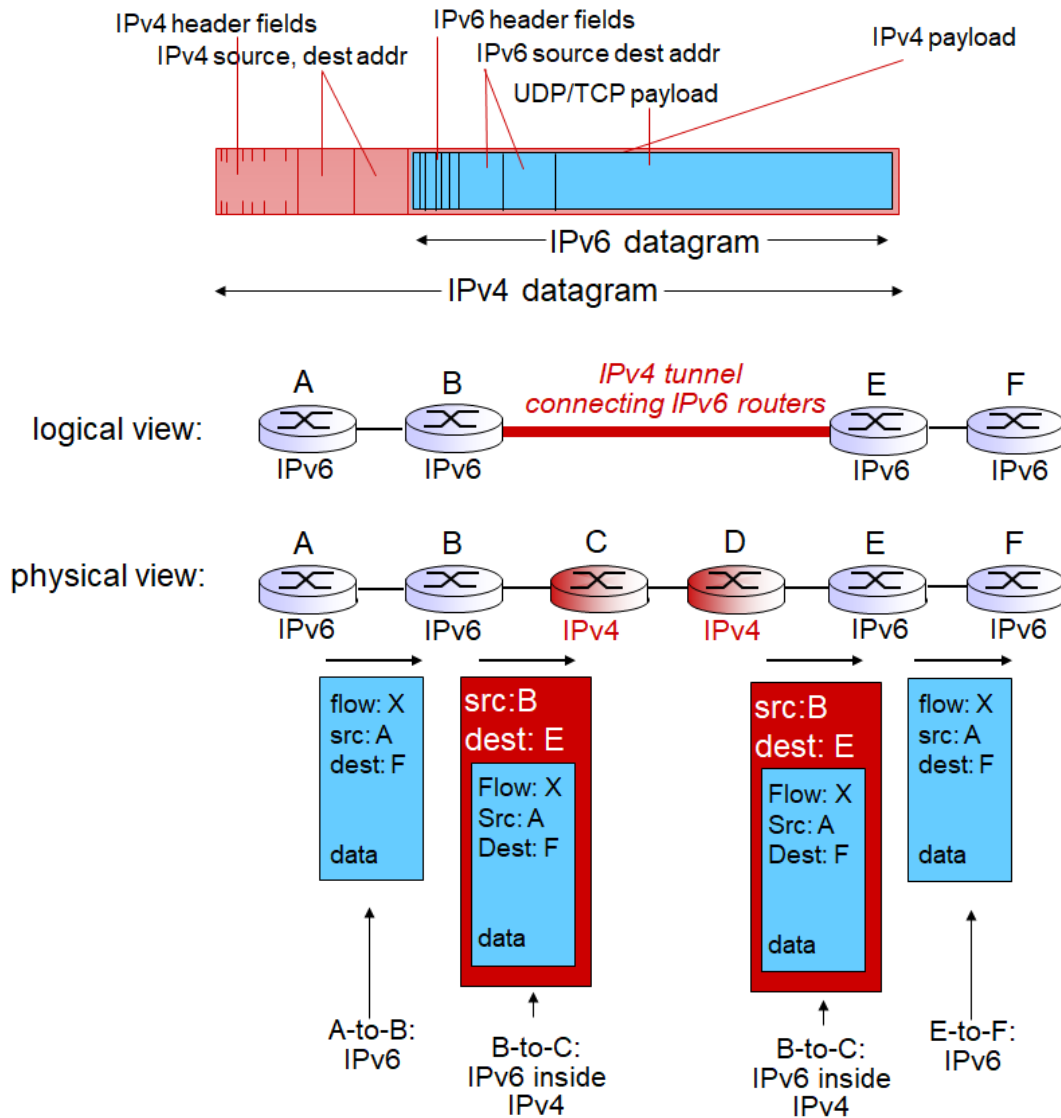 IPv4 header fields
IPv6 header fields
IPv4 source, dest addr
IPv6 source dest addr
IPv4 payload
UDP/TCP payload
IPv6 datagram
IPv4 datagram
logical view:
A
B
IPv4 tunnel
connecting IPv6 routers
E
F
IPv6
IPv6
IPv6
IPv6
physical view:
A
B
C
D
E
F
IPv6
IPv6
IPv4
IPv4
IPv6
IPv6
flow: X
src: A
dest: F
data
src:B
dest: E
Flow: X
Src: A
Dest: F
data
src:B
dest: E
Flow: X
Src: A
Dest: F
data
flow: X
src: A
dest: F
data
A-to-B:
IPv6
B-to-C:
IPv6 inside
IPv4
B-to-C:
IPv6 inside
IPv4
E-to-F:
IPv6